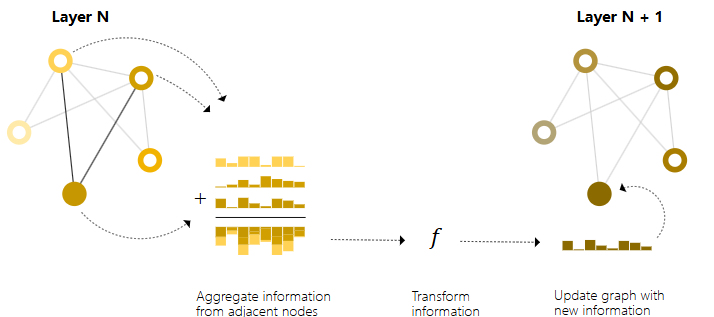 Layer N
Layer N + 1
+
f
Aggregate information
from adjacent nodes
Transform
information
Update graph with
new information